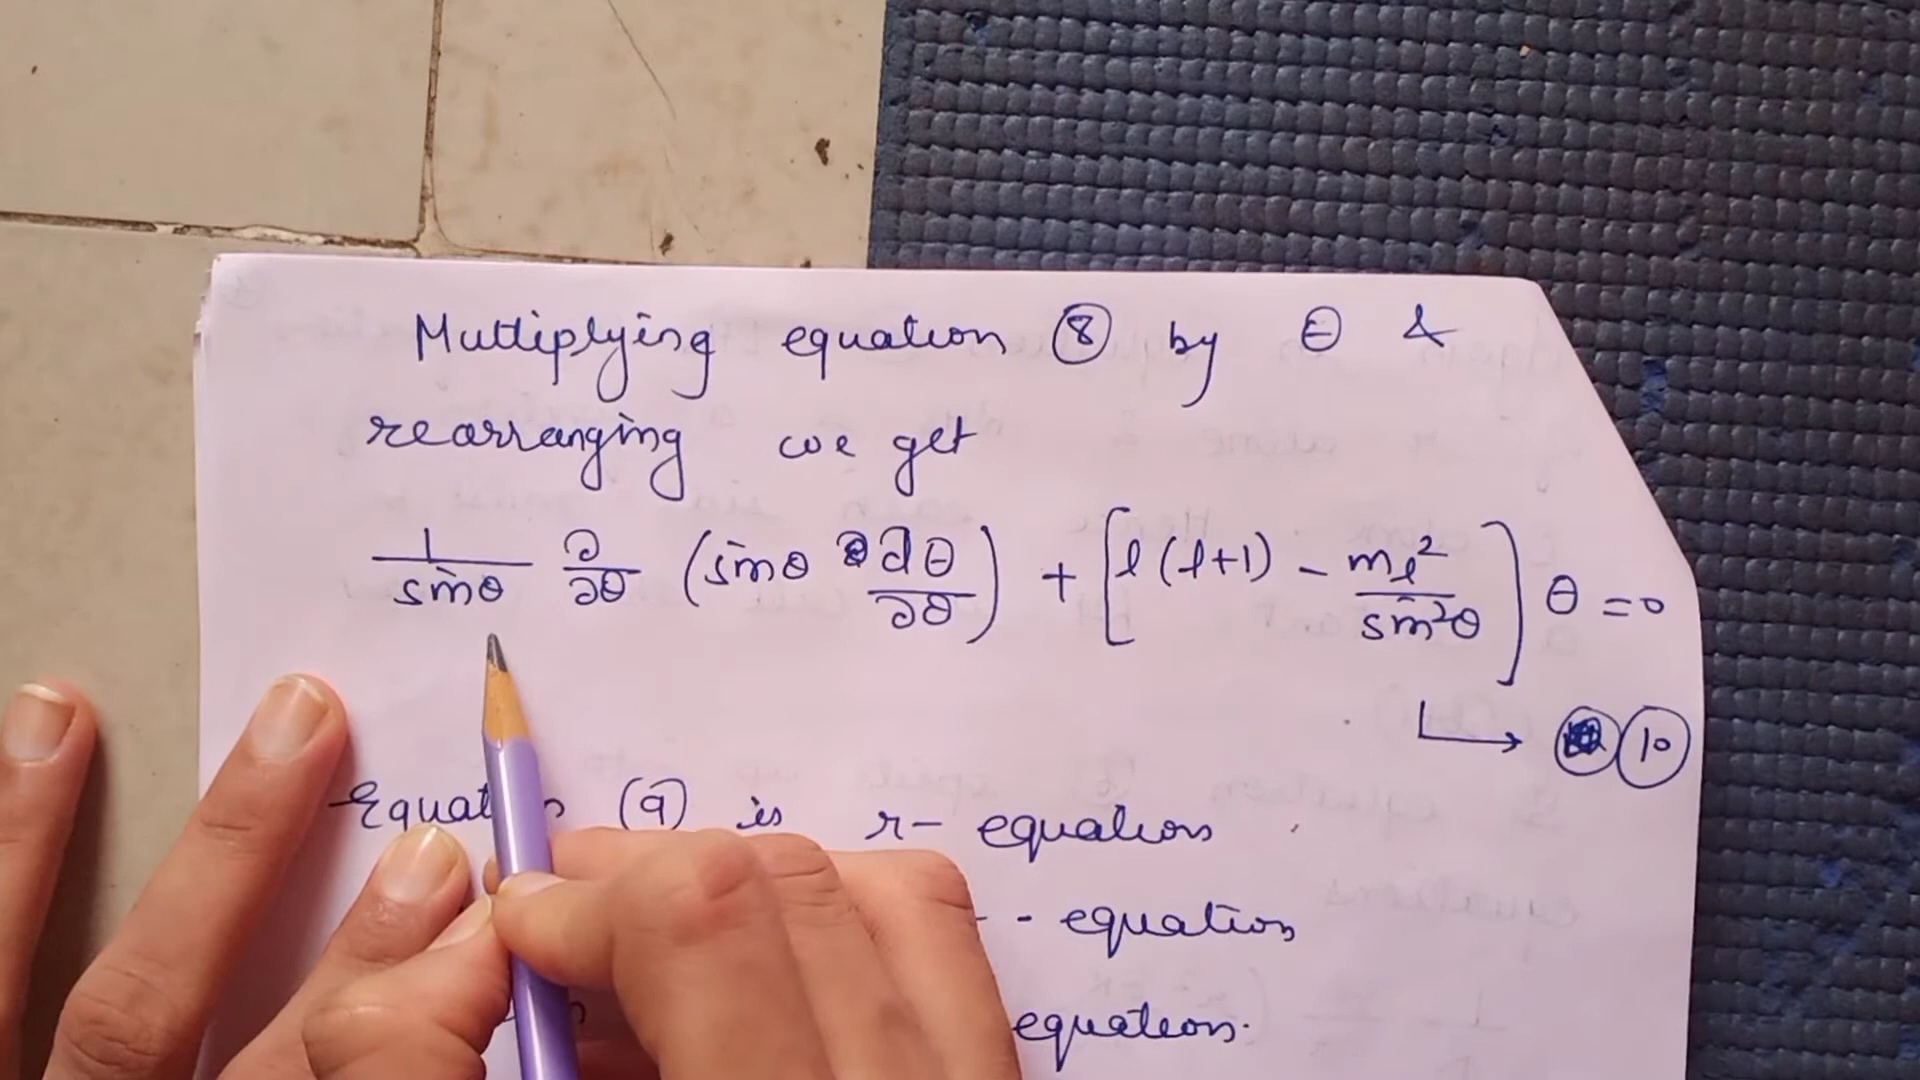 Multiplying equation ⑧ by Θ &
rearranging we get
1/sinθ ∂/∂θ (sinθ ∂Θ/∂θ) + [l(l+1) - mₗ²/sin²θ] Θ = 0
↳ ⑩
(9) is r- equation
- equation
equation.